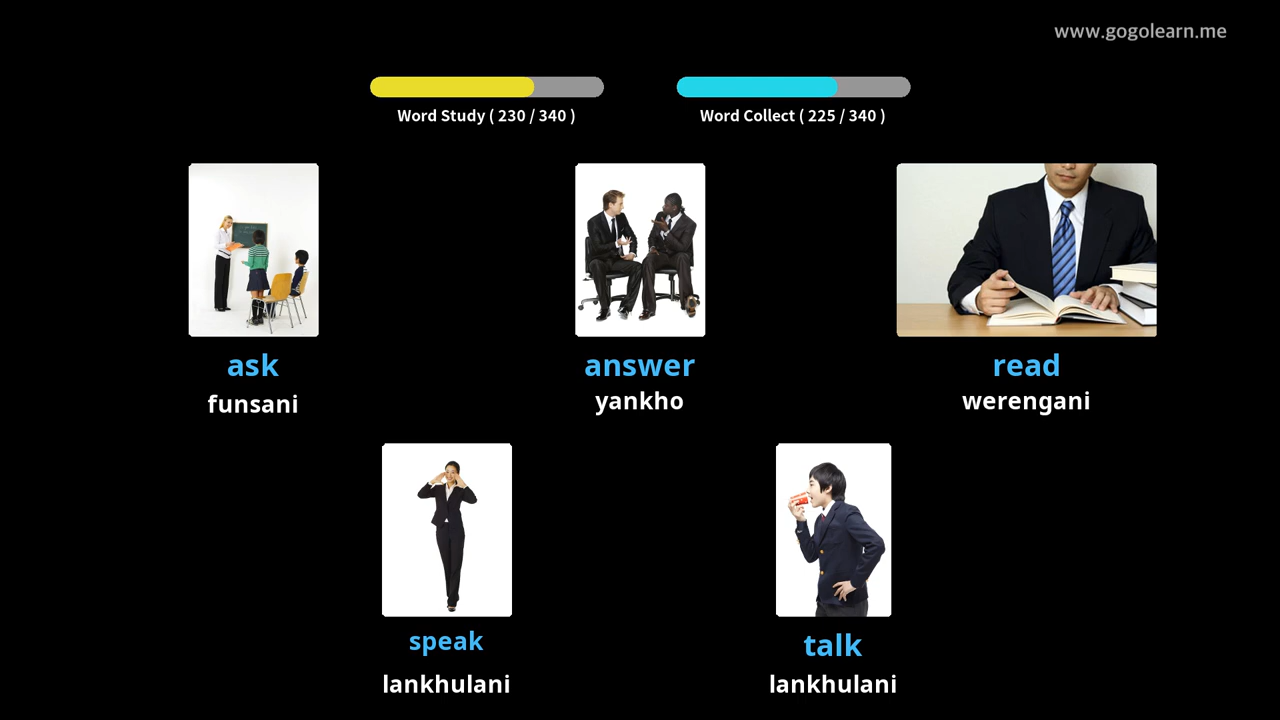 www.gogolearn.me
Word Study ( 230 / 340 )
Word Collect ( 225 / 340 )
ask
answer
read
funsani
yankho
werengani
speak
talk
lankhulani
lankhulani